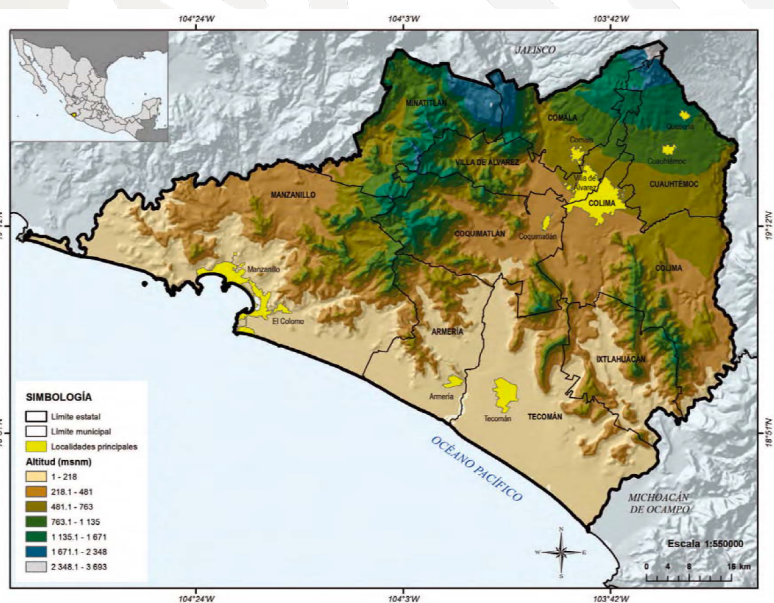 104°24'W
104°3'W
103°42'W
JALISCO
MINATITLÁN
COMALA
Quesería
Comala
Cuauhtémoc
VILLA DE ÁLVAREZ
Villa de
Álvarez
CUAUHTÉMOC
MANZANILLO
COLIMA
19°12'N
COQUIMATLÁN
Coquimatlán
COLIMA
Manzanillo
El Colomo
ARMERÍA
IXTLAHUACÁN
Armería
Tecomán
TECOMÁN
18°51'N
OCÉANO PACÍFICO
MICHOACÁN
DE OCAMPO
SIMBOLOGÍA
Límite estatal
Límite municipal
Localidades principales
Altitud (msnm)
1 - 218
218.1 - 481
481.1 - 763
763.1 - 1 135
1 135.1 - 1 671
1 671.1 - 2 348
2 348.1 - 3 693
N
W
E
S
Escala 1:550000
0 4 8 16 km
104°24'W
104°3'W
103°42'W